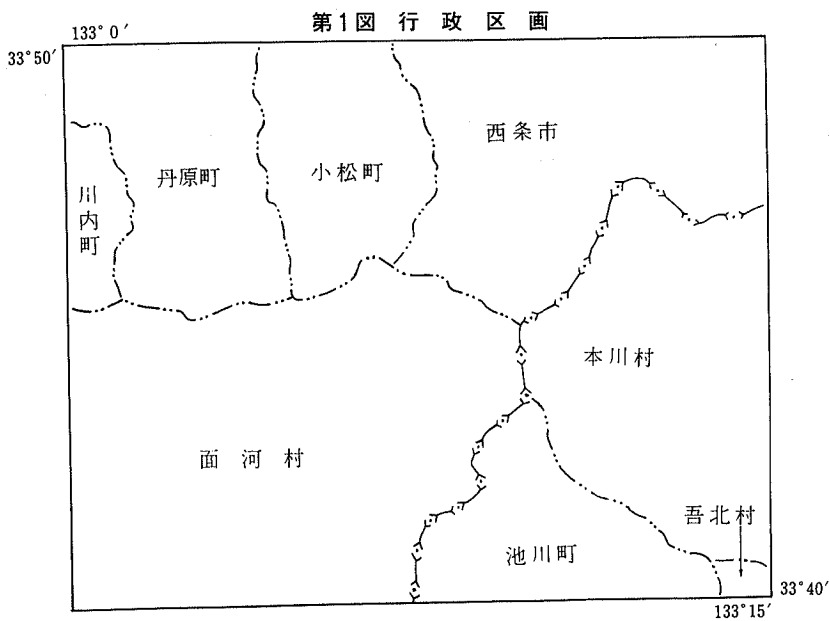 第1図 行政区画
133°0′
33°50′
西条市
丹原町
小松町
川内町
本川村
面河村
吾北村
池川町
33°40′
133°15′